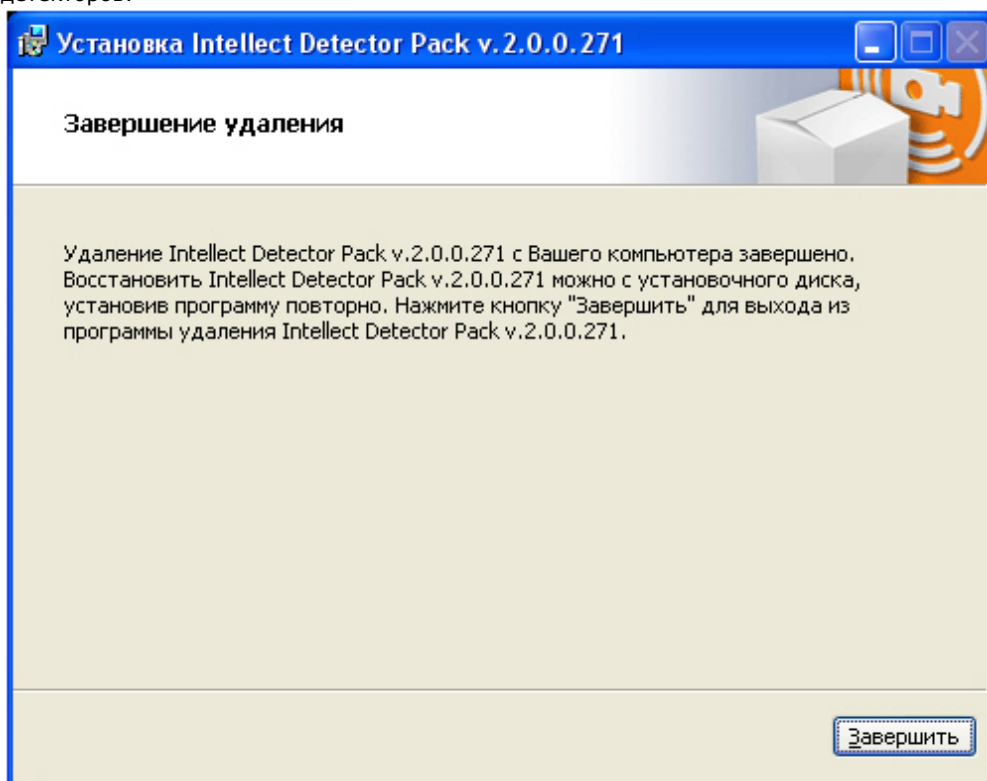 детекторов.
Установка Intellect Detector Pack v.2.0.0.271
Завершение удаления
Удаление Intellect Detector Pack v.2.0.0.271 с Вашего компьютера завершено.
Восстановить Intellect Detector Pack v.2.0.0.271 можно с установочного диска,
установив программу повторно. Нажмите кнопку "Завершить" для выхода из
программы удаления Intellect Detector Pack v.2.0.0.271.
Завершить